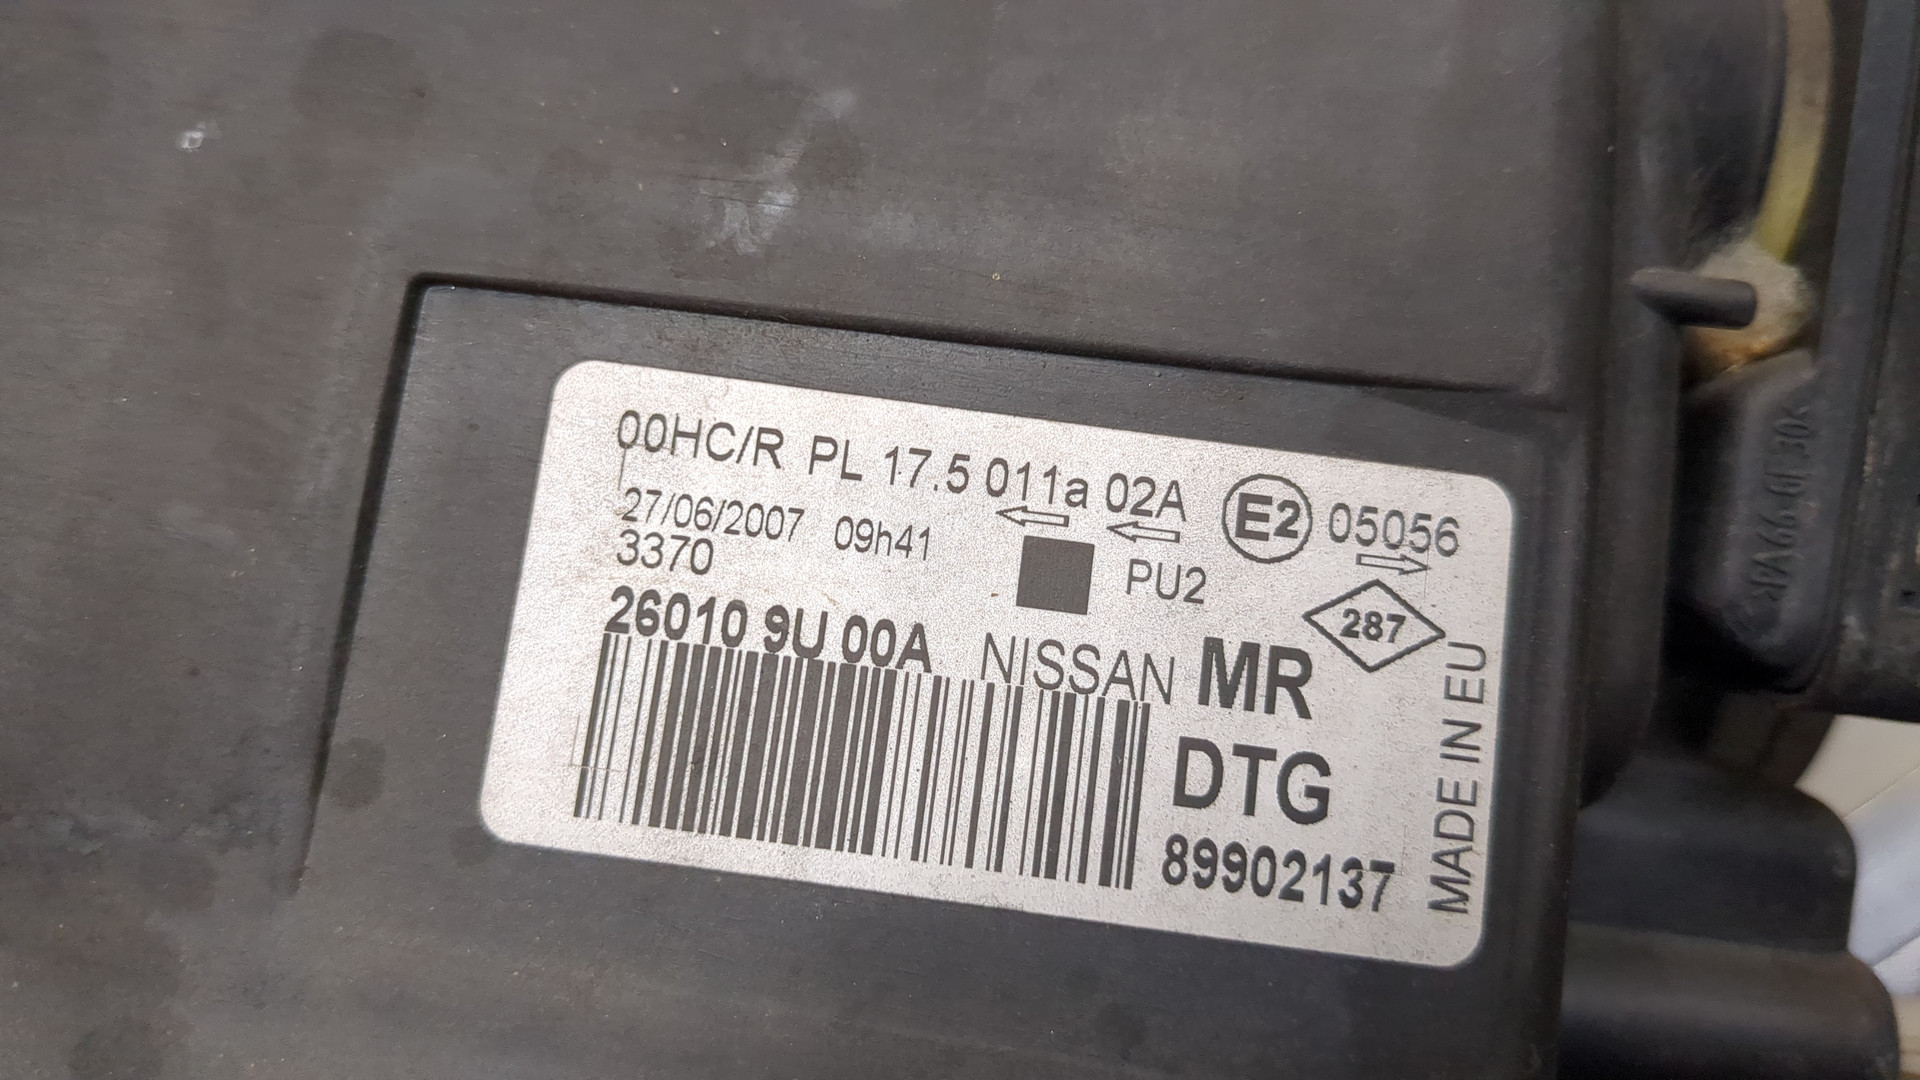 00HC/R PL 17.5 011a 02A E2 05056
27/06/2007 09h41
3370
PU2
287
26010 9U 00A NISSAN MR
DTG
89902137
MADE IN EU